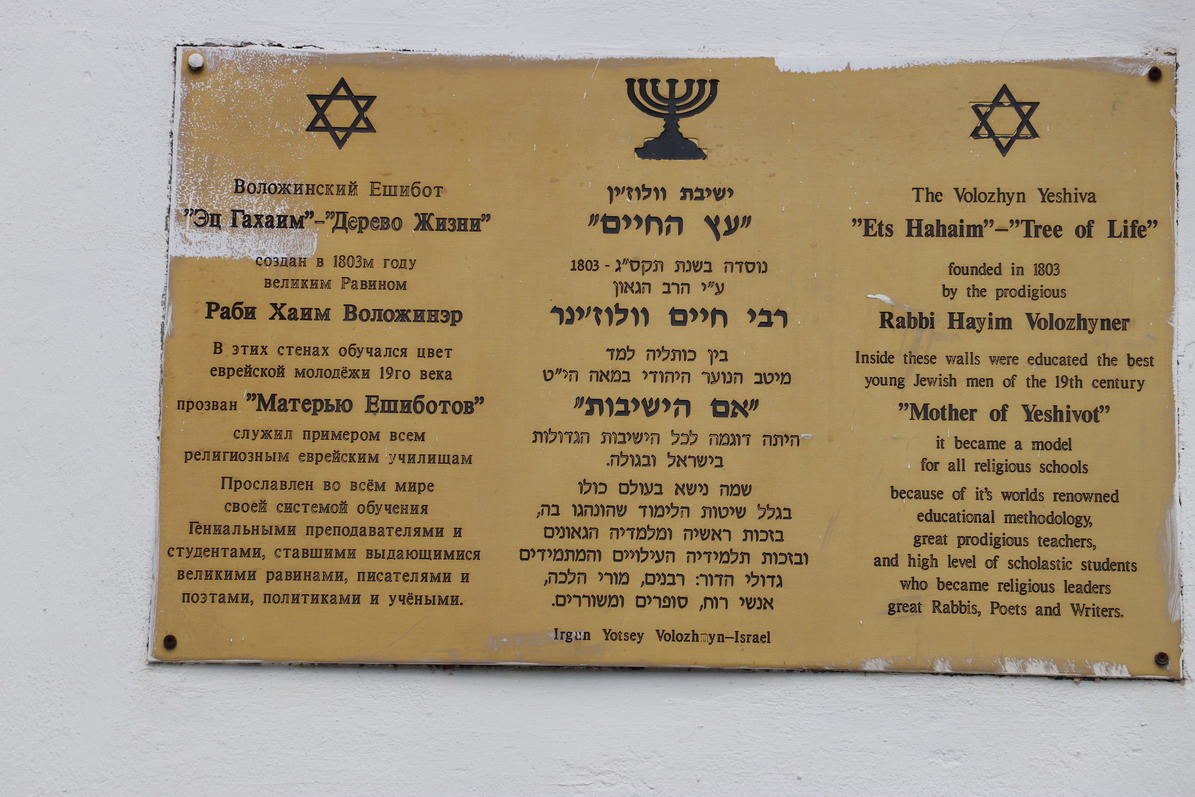 Воложинский Ешибот
"Эц Гахаим"–"Дерево Жизни"
создан в 1803м году
великим Равином
Раби Хаим Воложинэр
В этих стенах обучался цвет
еврейской молодёжи 19го века
прозван "Матерью Ешиботов"
служил примером всем
религиозным еврейским училищам
Прославлен во всём мире
своей системой обучения
Гениальными преподавателями и
студентами, ставшими выдающимися
великими равинами, писателями и
поэтами, политиками и учёными.
ישיבת וולוז'ין
"עץ החיים"
נוסדה בשנת תקס"ג - 1803
ע"י הרב הגאון
רבי חיים וולוז'ינר
בין כותליה למד
מיטב הנוער היהודי במאה הי"ט
"אם הישיבות"
היתה דוגמה לכל הישיבות הגדולות
בישראל ובגולה.
שמה נישא בעולם כולו
בגלל שיטות הלימוד שהונהגו בה,
בזכות ראשיה ומלמדיה הגאונים
ובזכות תלמידיה העילויים והמתמידים
גדולי הדור: רבנים, מורי הלכה,
אנשי רוח, סופרים ומשוררים.
Irgun Yotsey Volozhyn–Israel
The Volozhyn Yeshiva
"Ets Hahaim"–"Tree of Life"
founded in 1803
by the prodigious
Rabbi Hayim Volozhyner
Inside these walls were educated the best
young Jewish men of the 19th century
"Mother of Yeshivot"
it became a model
for all religious schools
because of it's worlds renowned
educational methodology,
great prodigious teachers,
and high level of scholastic students
who became religious leaders
great Rabbis, Poets and Writers.